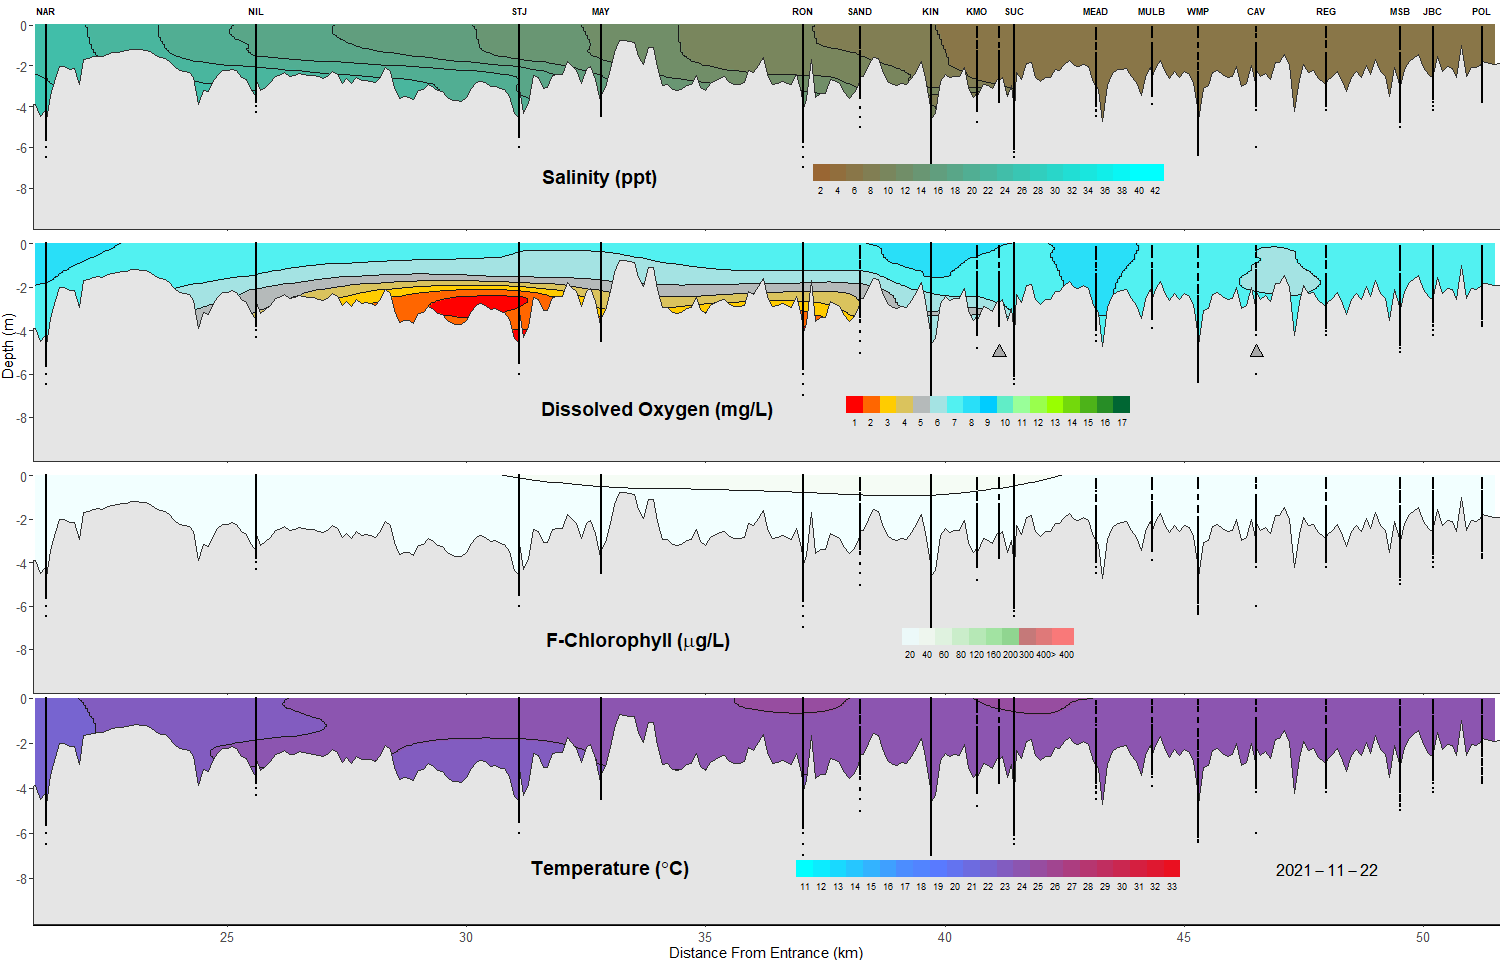 NAR NIL STJ MAY RON SAND KIN KMO SUC MEAD MULB WMP CAV REG MSB JBC POL
0
-2
-4
-6
-8
Salinity (ppt)
2 4 6 8 10 12 14 16 18 20 22 24 26 28 30 32 34 36 38 40 42
0
-2
-4
-6
-8
Depth (m)
Dissolved Oxygen (mg/L)
1 2 3 4 5 6 7 8 9 10 11 12 13 14 15 16 17
0
-2
-4
-6
-8
F-Chlorophyll (μg/L)
20 40 60 80 120 160 200 300 400> 400
0
-2
-4
-6
-8
Temperature (°C)
11 12 13 14 15 16 17 18 19 20 21 22 23 24 25 26 27 28 29 30 31 32 33
2021-11-22
25 30 35 40 45 50
Distance From Entrance (km)